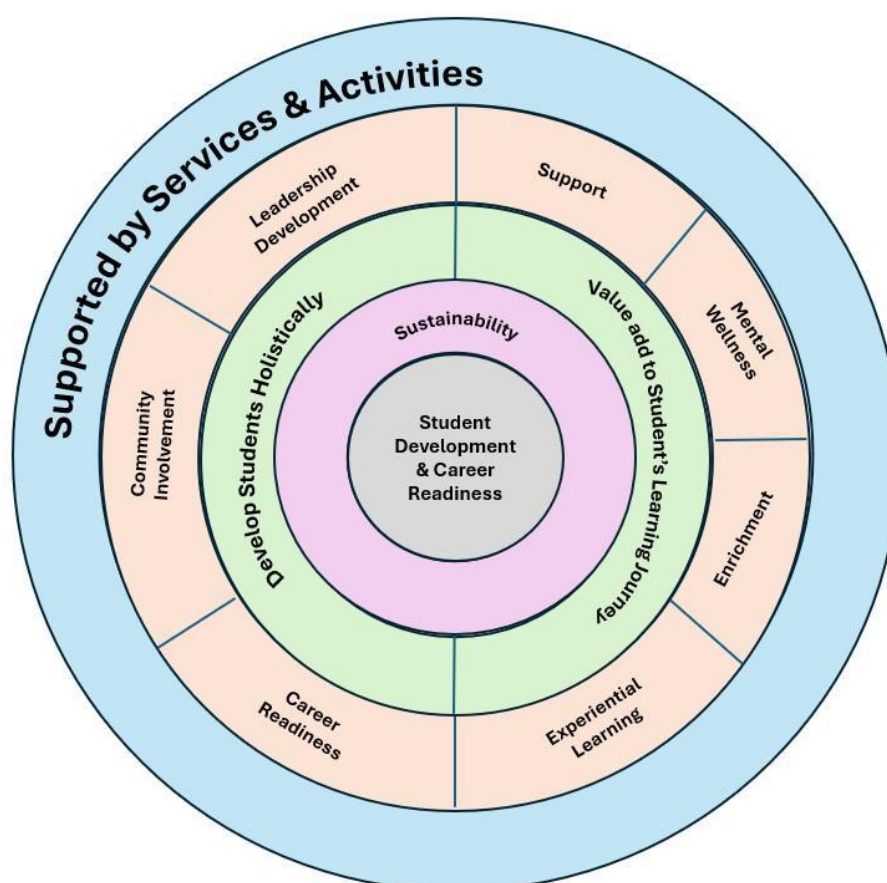 Supported by Services & Activities
Leadership
Development
Support
Mental
Wellness
Enrichment
Experiential
Learning
Career
Readiness
Community
Involvement
Develop Students Holistically
Value add to Student's Learning Journey
Sustainability
Student
Development
& Career
Readiness